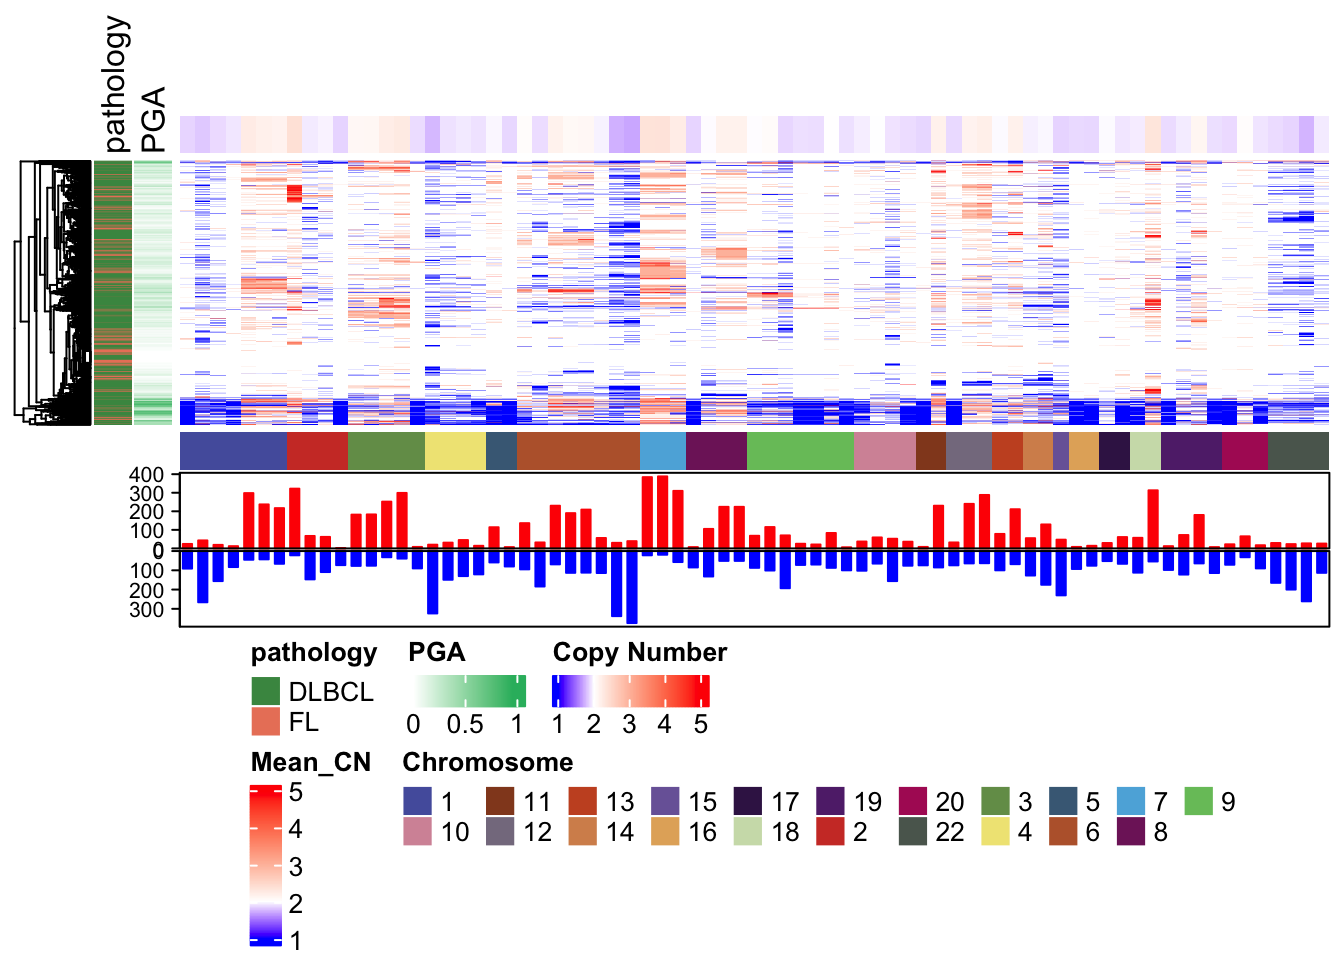 pathology
PGA
400
300
200
100
0
0
100
200
300
pathology PGA Copy Number
DLBCL
FL
0 0.5 1
1 2 3 4 5
Mean_CN Chromosome
5
4
3
2
1
1 11 13 15 17 19 20 3 5 7 9
10 12 14 16 18 2 22 4 6 8